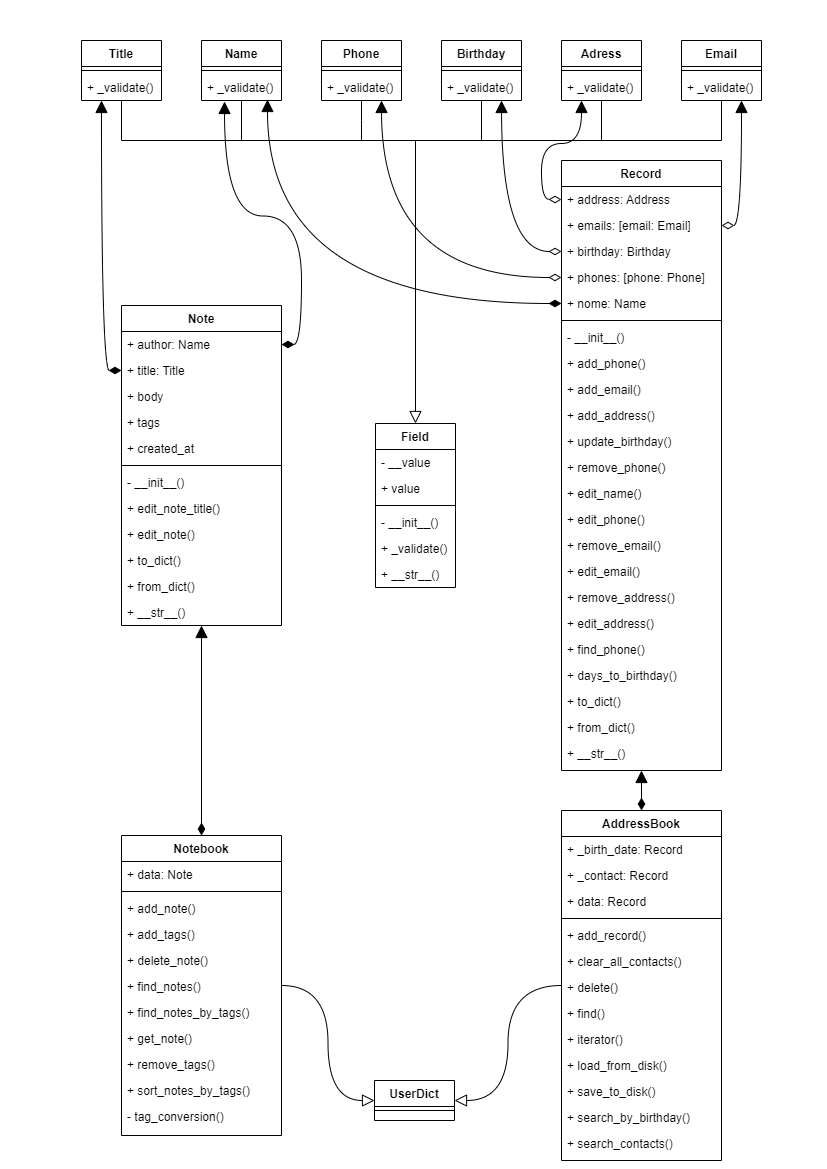 Title
+ _validate()
Name
+ _validate()
Phone
+ _validate()
Birthday
+ _validate()
Adress
+ _validate()
Email
+ _validate()
Record
+ address: Address
+ emails: [email: Email]
+ birthday: Birthday
+ phones: [phone: Phone]
+ nome: Name
- __init__()
+ add_phone()
+ add_email()
+ add_address()
+ update_birthday()
+ remove_phone()
+ edit_name()
+ edit_phone()
+ remove_email()
+ edit_email()
+ remove_address()
+ edit_address()
+ find_phone()
+ days_to_birthday()
+ to_dict()
+ from_dict()
+ __str__()
Note
+ author: Name
+ title: Title
+ body
+ tags
+ created_at
- __init__()
+ edit_note_title()
+ edit_note()
+ to_dict()
+ from_dict()
+ __str__()
Field
- __value
+ value
- __init__()
+ _validate()
+ __str__()
Notebook
+ data: Note
+ add_note()
+ add_tags()
+ delete_note()
+ find_notes()
+ find_notes_by_tags()
+ get_note()
+ remove_tags()
+ sort_notes_by_tags()
- tag_conversion()
AddressBook
+ _birth_date: Record
+ _contact: Record
+ data: Record
+ add_record()
+ clear_all_contacts()
+ delete()
+ find()
+ iterator()
+ load_from_disk()
+ save_to_disk()
+ search_by_birthday()
+ search_contacts()
UserDict